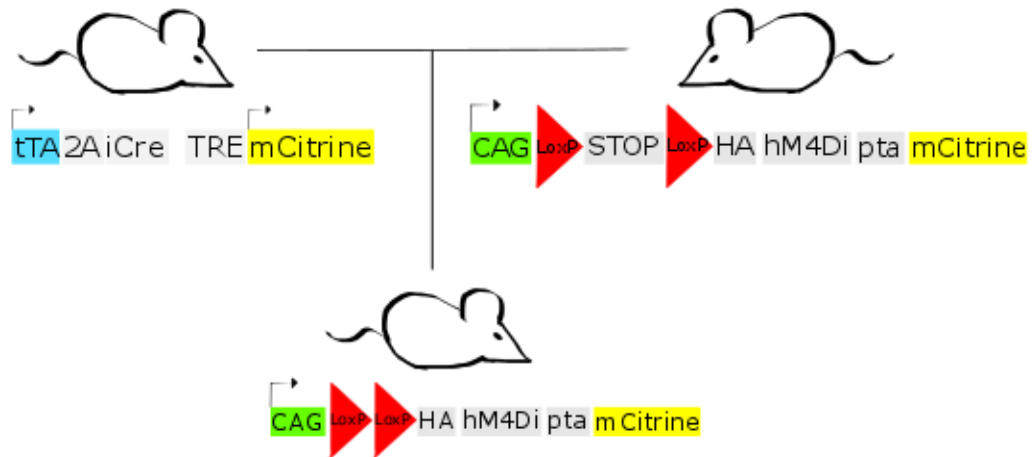 tTA 2A iCre TRE mCitrine
CAG LoxP STOP LoxP HA hM4Di pta mCitrine
CAG LoxP LoxP HA hM4Di pta mCitrine